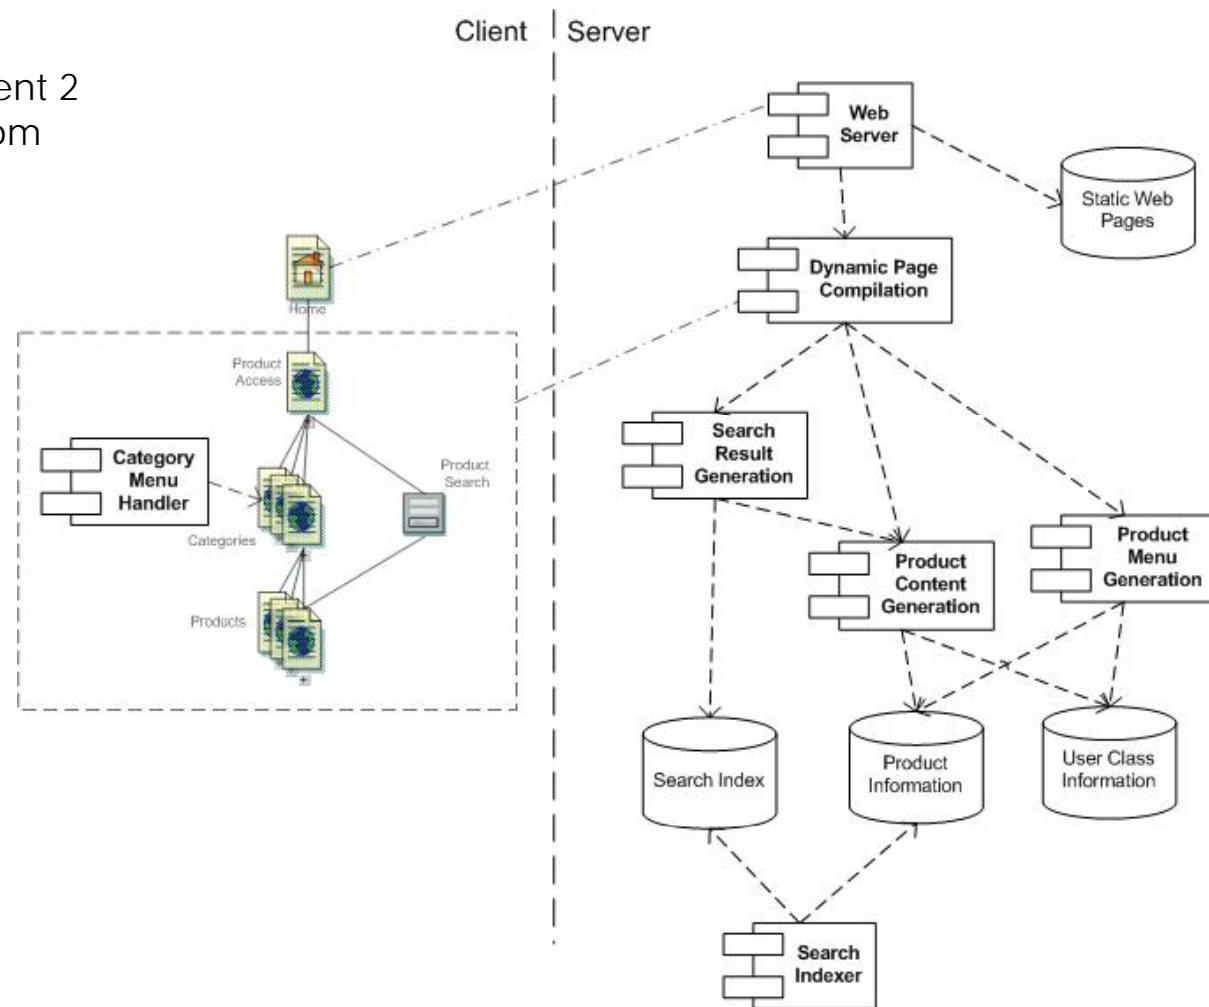 Client
Server
ent 2
om
Web
Server
Static Web
Pages
Dynamic Page
Compilation
Home
Product
Access
Search
Result
Generation
Category
Menu
Handler
Product
Search
Categories
Product
Content
Generation
Product
Menu
Generation
Products
Search Index
Product
Information
User Class
Information
Search
Indexer